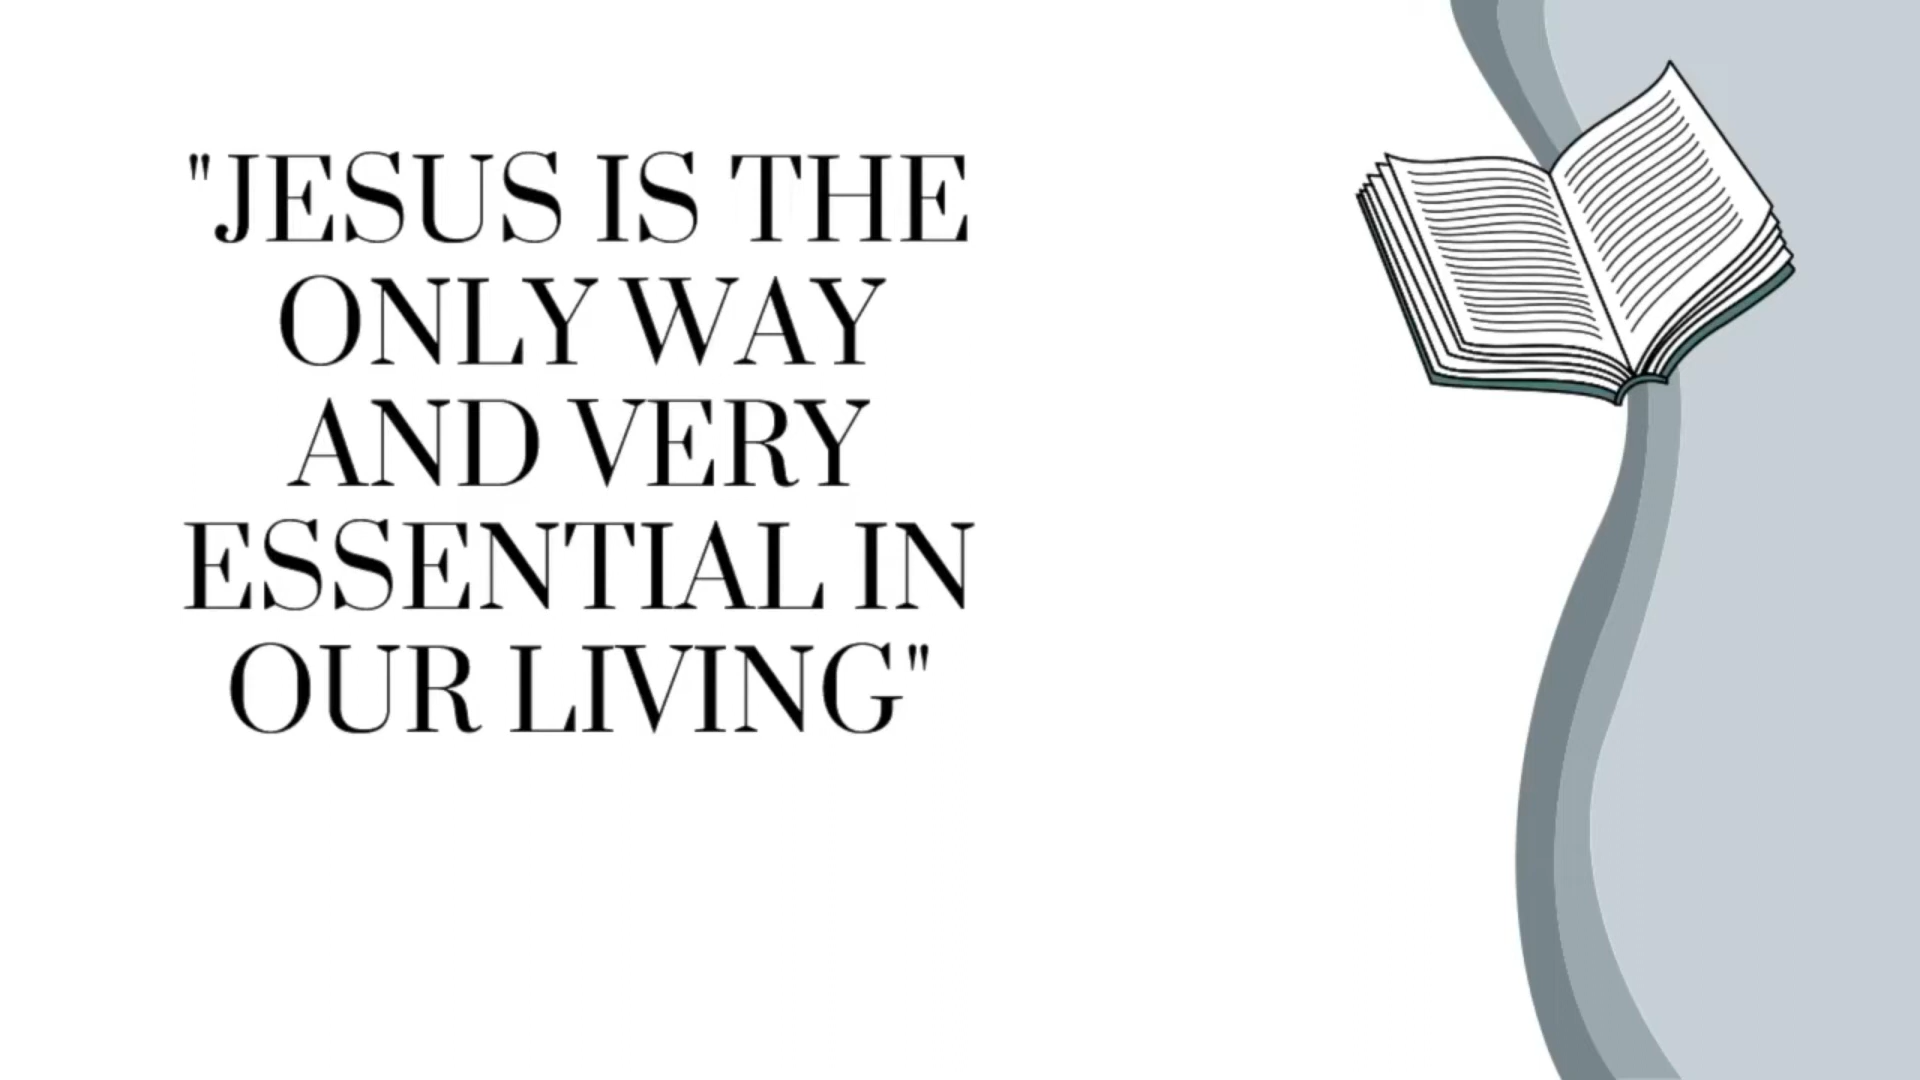 "JESUS IS THE
ONLY WAY
AND VERY
ESSENTIAL IN
OUR LIVING"